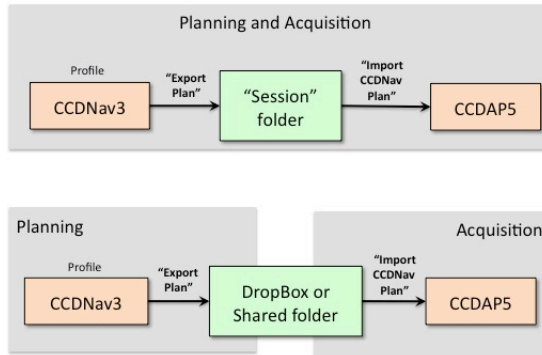 Planning and Acquisition
Profile
CCDNav3
“Export
Plan”
“Session”
folder
“Import
CCDNav
Plan”
CCDAP5
Planning
Acquisition
Profile
CCDNav3
“Export
Plan”
DropBox or
Shared folder
“Import
CCDNav
Plan”
CCDAP5